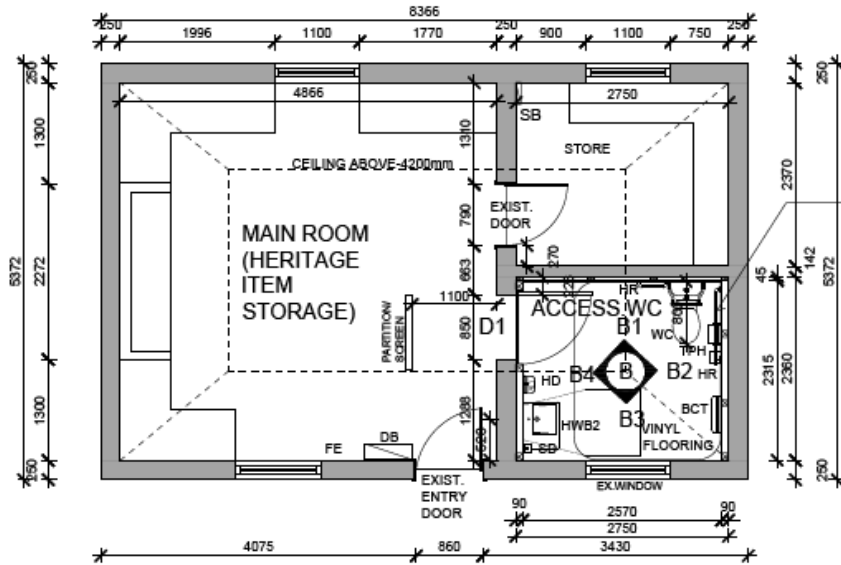 8366
250
1996
1100
1770
250
900
1100
750
250
4866
2750
SB
STORE
CEILING ABOVE-4200mm
EXIST.
DOOR
MAIN ROOM
(HERITAGE
ITEM
STORAGE)
1100
PARTITION/
SCREEN
D1
ACCESS WC
HR
B1
WC
TPH
HR
B4
B
B2
B3
HD
HWB2
SD
BCT
VINYL
FLOORING
FE
DB
EXIST.
ENTRY
DOOR
EX.WINDOW
5372
250
1300
2272
1300
250
1310
790
663
850
1288
270
225
2370
142
45
2315
2360
250
5372
250
90
2570
90
2750
4075
860
3430